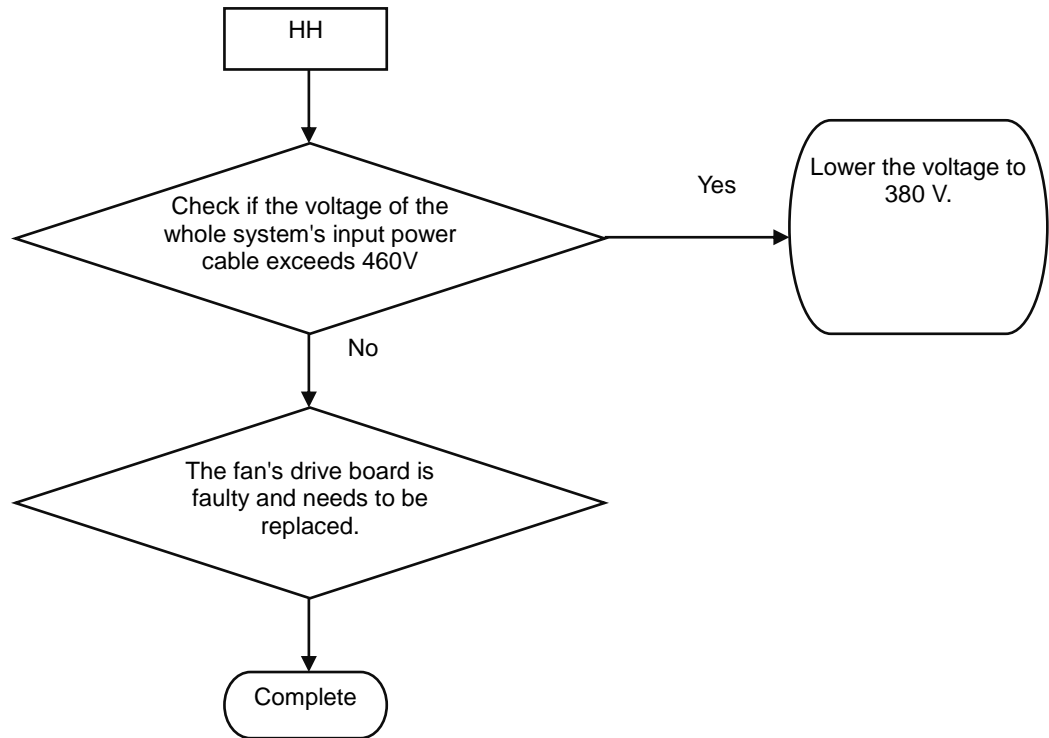 HH
Check if the voltage of the
whole system's input power
cable exceeds 460V
Yes
Lower the voltage to
380 V.
No
The fan's drive board is
faulty and needs to be
replaced.
Complete